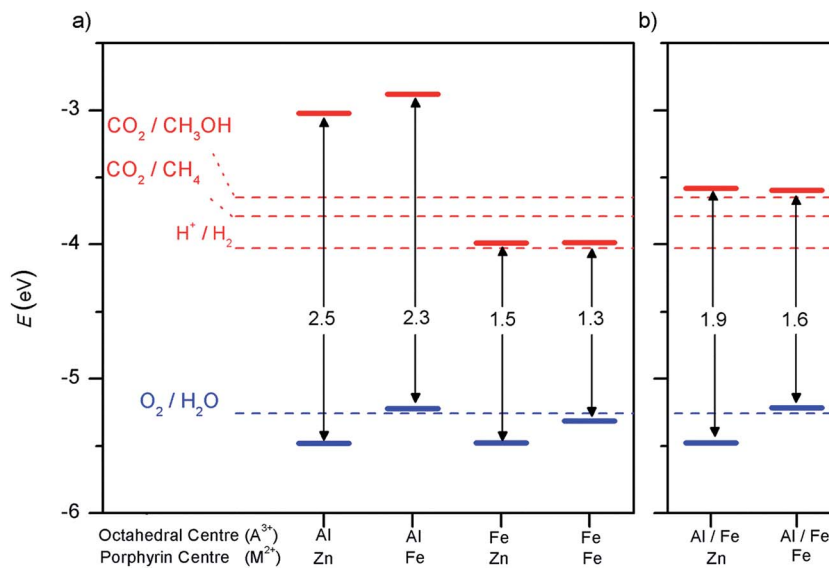 a)
b)
-3
-4
-5
-6
E(eV)
CO₂ / CH₃OH
CO₂ / CH₄
H⁺ / H₂
O₂ / H₂O
2.5 2.3 1.5 1.3 1.9 1.6
Octahedral Centre (A³⁺) Al Al Fe Fe Al / Fe Al / Fe
Porphyrin Centre (M²⁺) Zn Fe Zn Fe Zn Fe